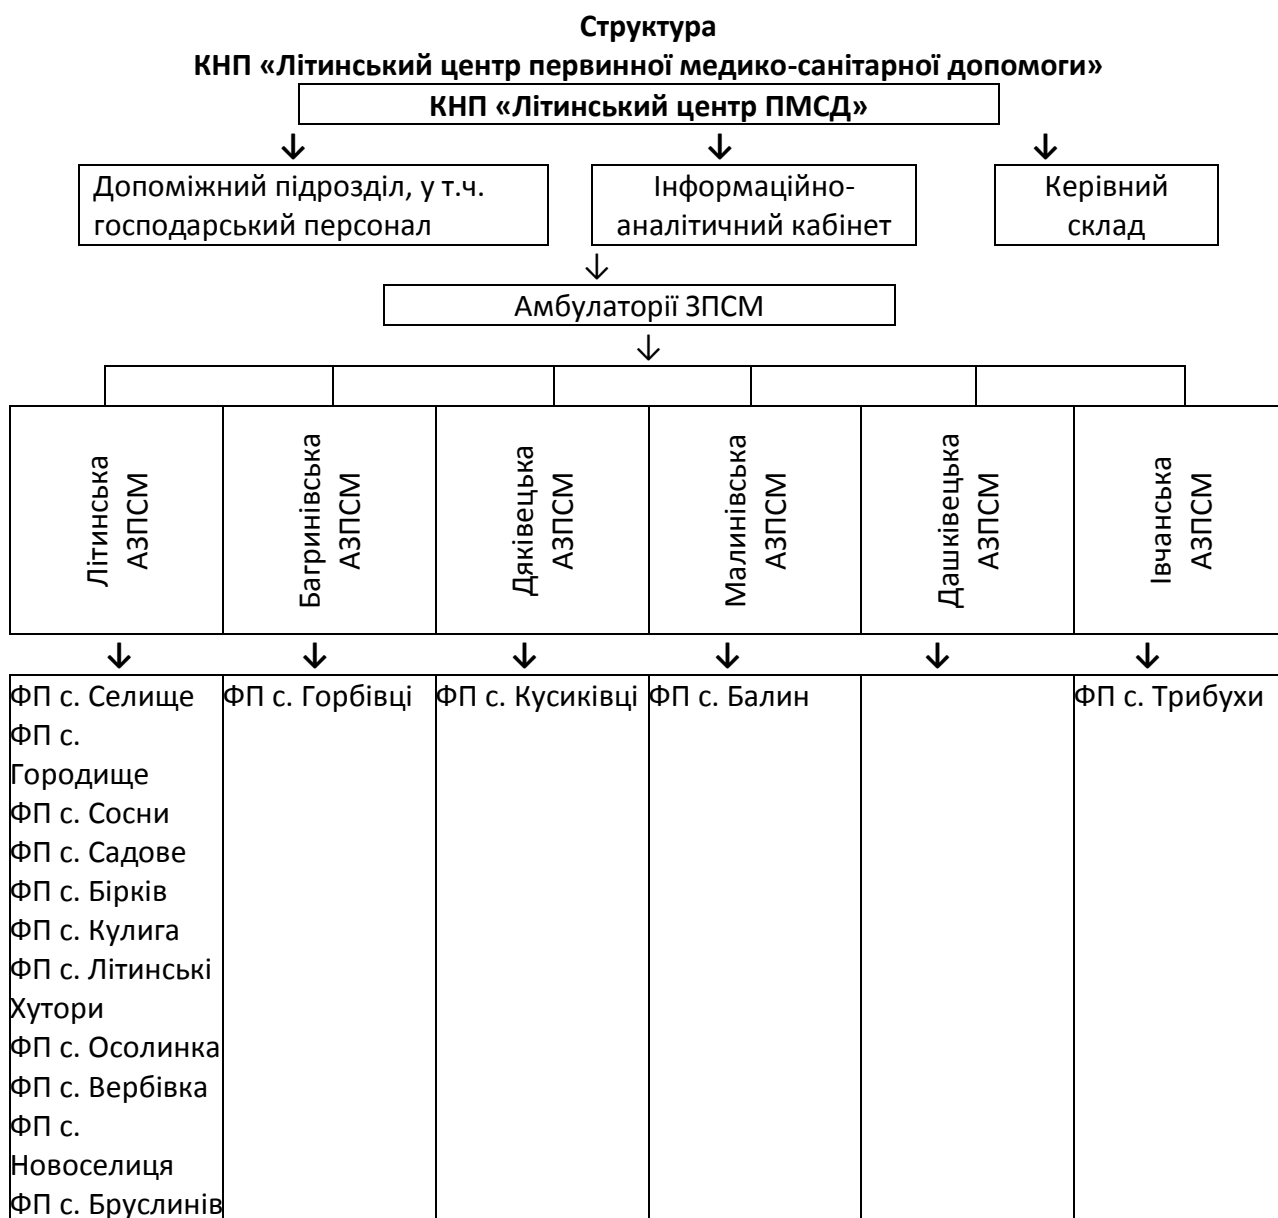 Структура
КНП «Літинський центр первинної медико-санітарної допомоги»
КНП «Літинський центр ПМСД»
Допоміжний підрозділ, у т.ч.
господарський персонал
Інформаційно-
аналітичний кабінет
Керівний
склад
Амбулаторії ЗПСМ
Літинська
АЗПСМ
Багринівська
АЗПСМ
Дяківецька
АЗПСМ
Малинівська
АЗПСМ
Дашківецька
АЗПСМ
Івчанська
АЗПСМ
ФП с. Селище
ФП с.
Городище
ФП с. Сосни
ФП с. Садове
ФП с. Бірків
ФП с. Кулига
ФП с. Літинські
Хутори
ФП с. Осолинка
ФП с. Вербівка
ФП с.
Новоселиця
ФП с. Бруслинів
ФП с. Горбівці
ФП с. Кусиківці
ФП с. Балин
ФП с. Трибухи